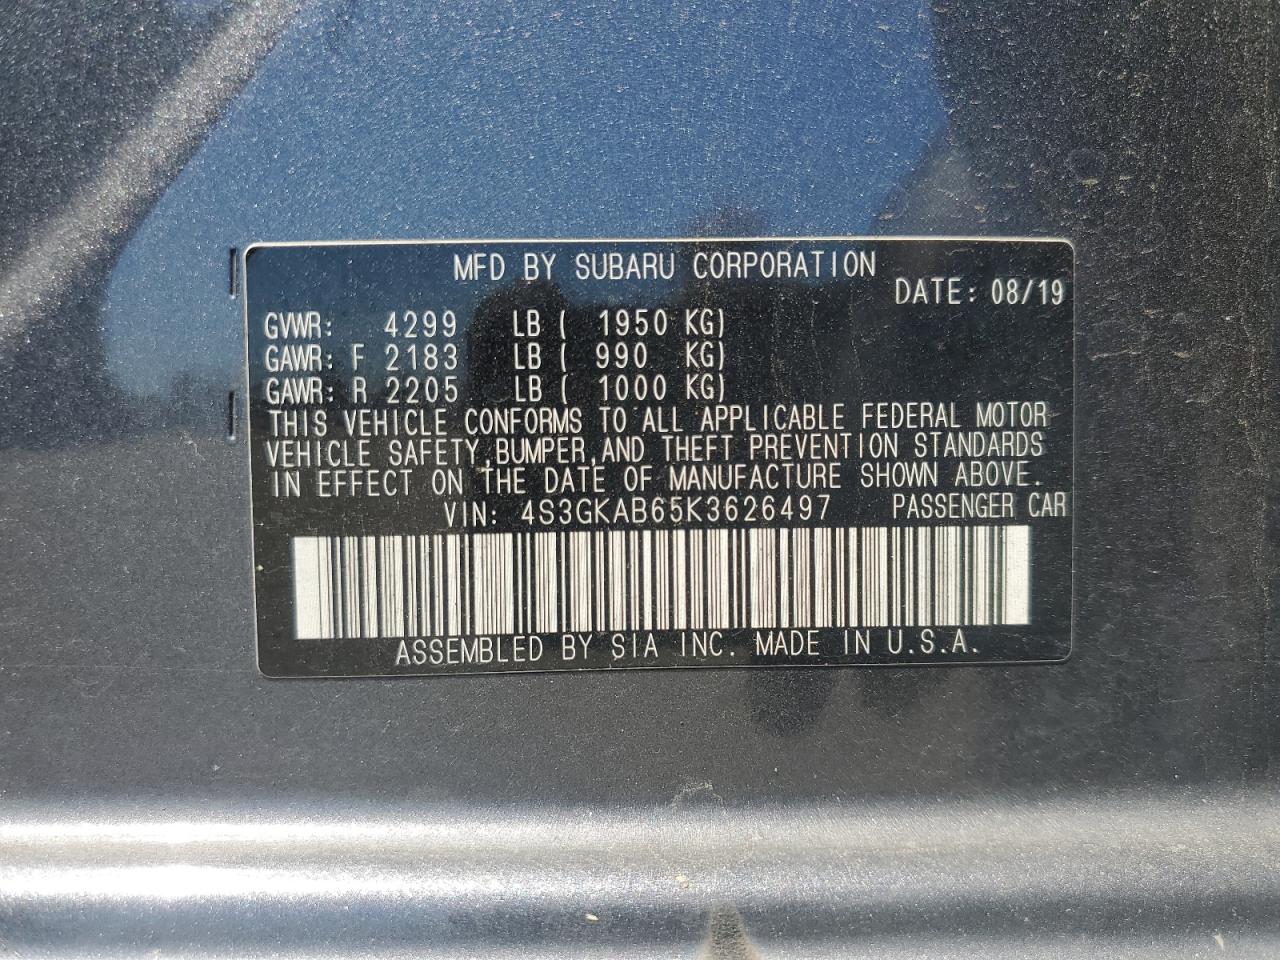 MFD BY SUBARU CORPORATION
DATE: 08/19
GVWR: 4299 LB ( 1950 KG)
GAWR: F 2183 LB ( 990 KG)
GAWR: R 2205 LB ( 1000 KG)
THIS VEHICLE CONFORMS TO ALL APPLICABLE FEDERAL MOTOR
VEHICLE SAFETY,BUMPER,AND THEFT PREVENTION STANDARDS
IN EFFECT ON THE DATE OF MANUFACTURE SHOWN ABOVE.
VIN: 4S3GKAB65K3626497 PASSENGER CAR
ASSEMBLED BY SIA INC. MADE IN U.S.A.